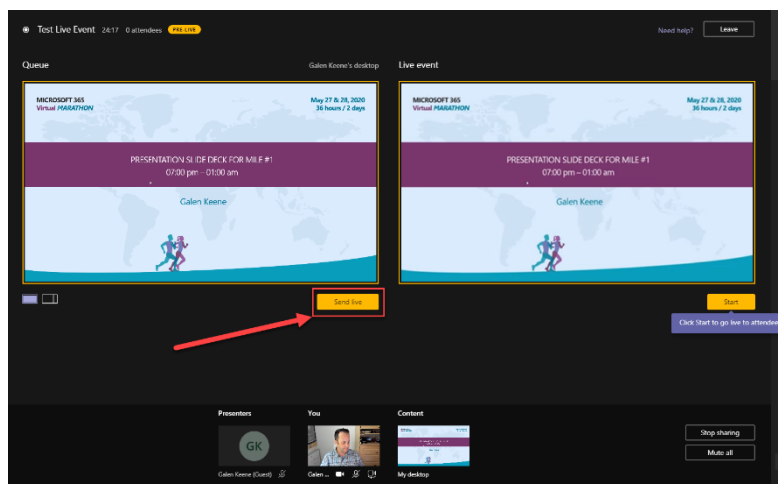 Test Live Event 24:17 0 attendees PRE-LIVE
Need help? Leave
Queue
Galen Keene's desktop
Live event
MICROSOFT 365
Virtual MARATHON
May 27 & 28, 2020
36 hours / 2 days
PRESENTATION SLIDE DECK FOR MILE #1
07:00 pm – 01:00 am
Galen Keene
MICROSOFT 365
Virtual MARATHON
May 27 & 28, 2020
36 hours / 2 days
PRESENTATION SLIDE DECK FOR MILE #1
07:00 pm – 01:00 am
Galen Keene
Send live
Start
Click Start to go live to attendee
Presenters
You
Content
GK
Galen Keene (Guest)
Galen ...
My desktop
Stop sharing
Mute all